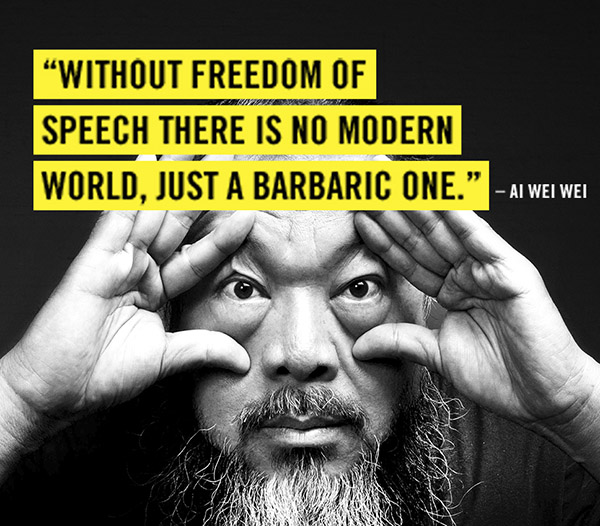 “WITHOUT FREEDOM OF
SPEECH THERE IS NO MODERN
WORLD, JUST A BARBARIC ONE.” – AI WEI WEI